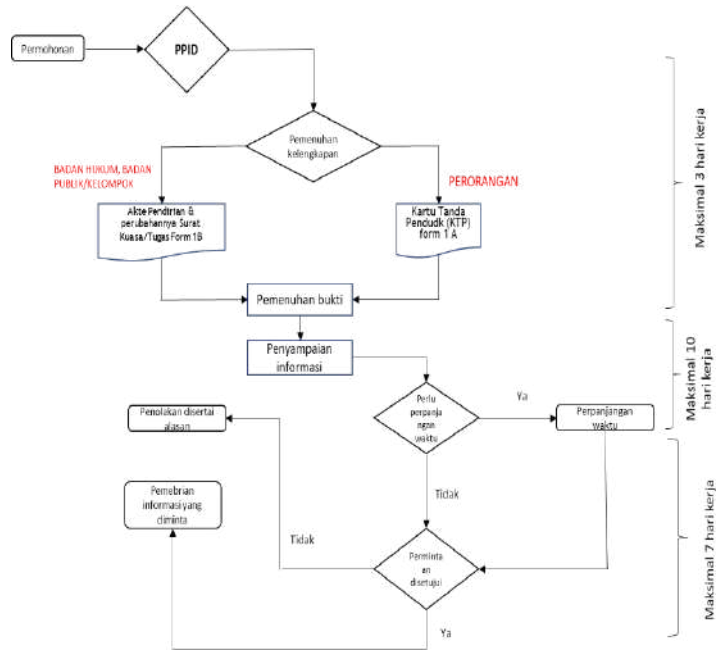 Permohonan
PPID
Pemenuhan
kelengkapan
BADAN HUKUM, BADAN
PUBLIK/KELOMPOK
PERORANGAN
Akte Pendirian &
perubahannya Surat
Kuasa/Tugas Form 1B
Kartu Tanda
Pendudk (KTP)
form 1 A
Pemenuhan bukti
Penyampaian
informasi
Maksimal 3 hari kerja
Perlu
perpanja
ngan
waktu
Ya
Perpanjangan
waktu
Maksimal 10
hari kerja
Penolakan disertai
alasan
Tidak
Pemebrian
informasi yang
diminta
Tidak
Perminta
an
disetujui
Ya
Maksimal 7 hari kerja